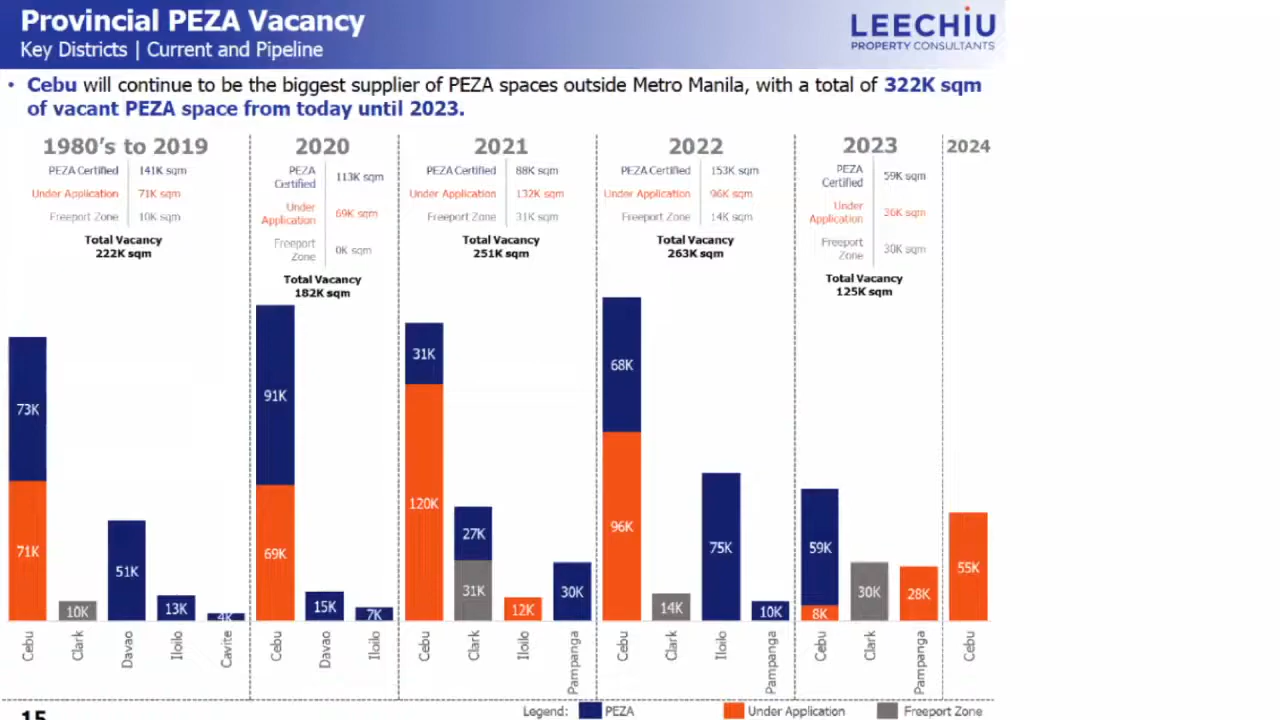 Provincial PEZA Vacancy
Key Districts | Current and Pipeline
LEECHiU
PROPERTY CONSULTANTS
• Cebu will continue to be the biggest supplier of PEZA spaces outside Metro Manila, with a total of 322K sqm
of vacant PEZA space from today until 2023.
1980's to 2019
PEZA Certified 141K sqm
Under Application 71K sqm
Freeport Zone 10K sqm
Total Vacancy
222K sqm
73K
71K
10K
51K
13K
4K
Cebu
Clark
Davao
Iloilo
Cavite
2020
PEZA
Certified
113K sqm
Under
Application
69K sqm
Freeport
Zone
0K sqm
Total Vacancy
182K sqm
91K
69K
15K
7K
Cebu
Davao
Iloilo
2021
PEZA Certified 88K sqm
Under Application 132K sqm
Freeport Zone 31K sqm
Total Vacancy
251K sqm
31K
120K
27K
31K
12K
30K
Cebu
Clark
Iloilo
Pampanga
2022
PEZA Certified 153K sqm
Under Application 96K sqm
Freeport Zone 14K sqm
Total Vacancy
263K sqm
68K
96K
14K
75K
10K
Cebu
Clark
Iloilo
Pampanga
2023
PEZA
Certified
59K sqm
Under
Application
36K sqm
Freeport
Zone
30K sqm
Total Vacancy
125K sqm
59K
8K
30K
28K
Cebu
Clark
Pampanga
2024
55K
Cebu
15
Legend: PEZA Under Application Freeport Zone